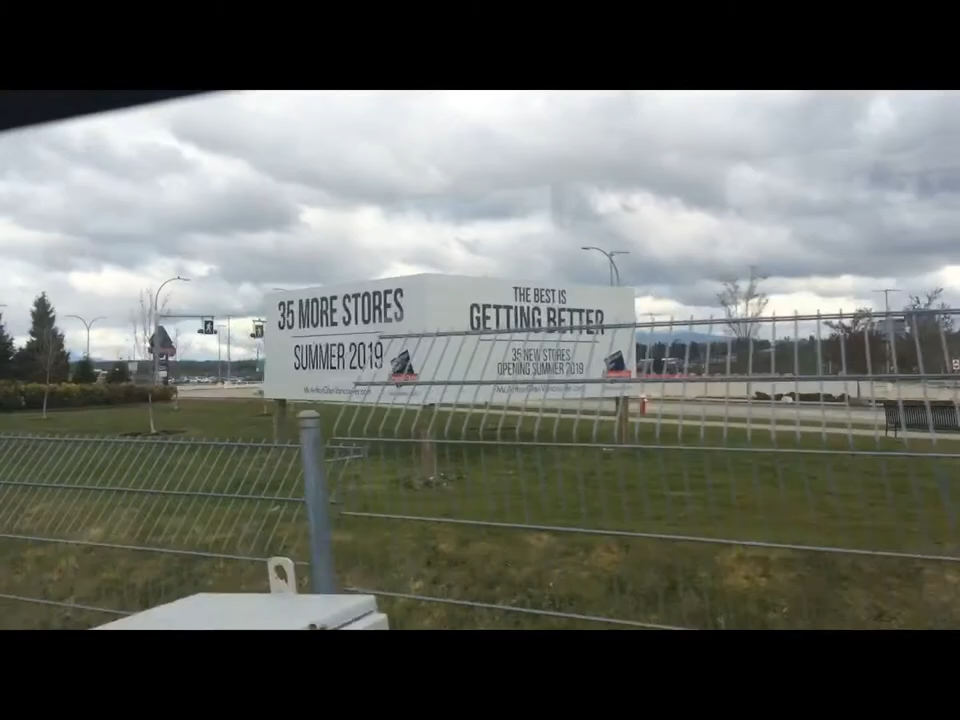 35 MORE STORES
SUMMER 2019
THE BEST IS
GETTING BETTER
35 NEW STORES
OPENING SUMMER 2019